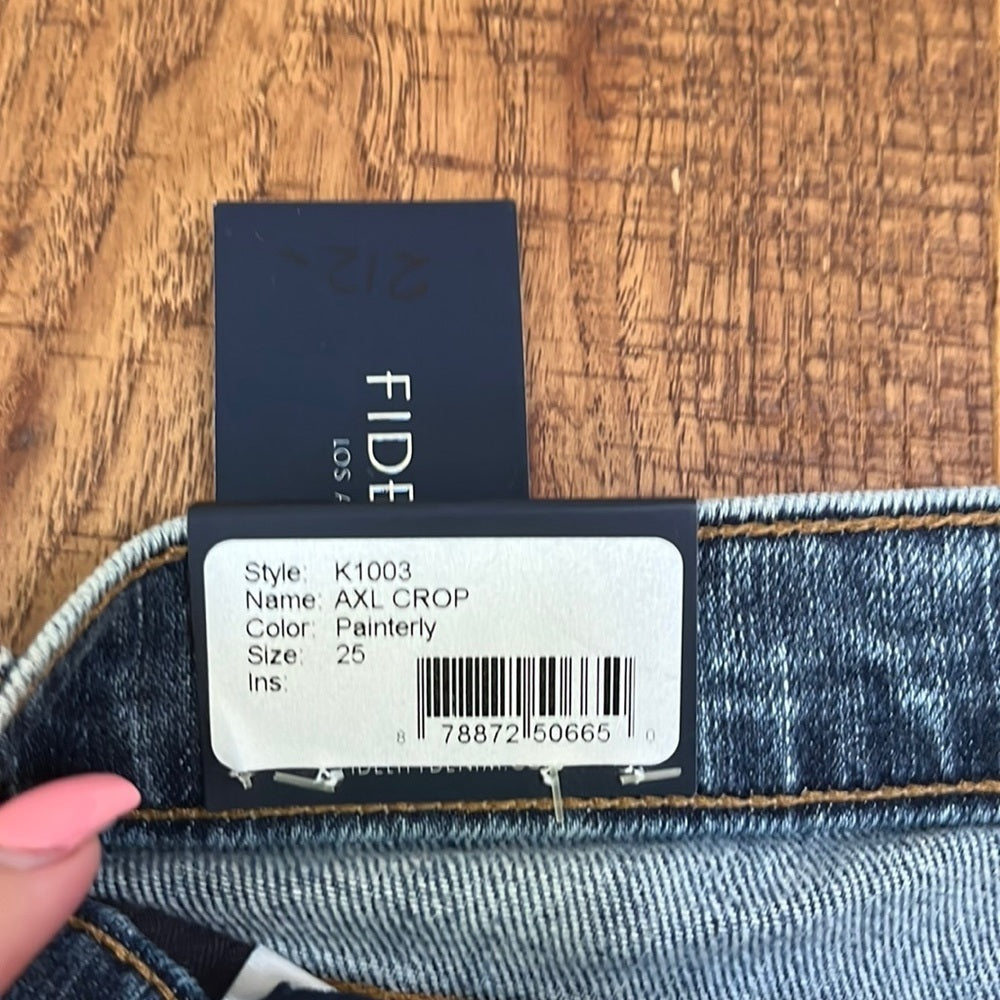 212
FIDE
LOS A
Style: K1003
Name: AXL CROP
Color: Painterly
Size: 25
Ins:
8 78872 50665 0